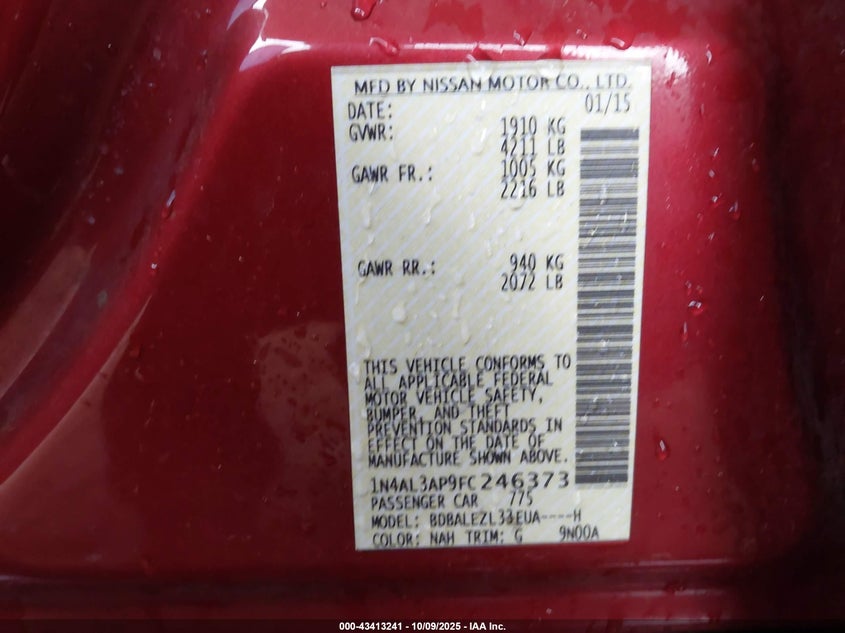 MFD BY NISSAN MOTOR CO., LTD.
DATE: 01/15
GVWR: 1910 KG
4211 LB
GAWR FR.: 1005 KG
2216 LB
GAWR RR.: 940 KG
2072 LB
THIS VEHICLE CONFORMS TO
ALL APPLICABLE FEDERAL
MOTOR VEHICLE SAFETY,
BUMPER, AND THEFT
PREVENTION STANDARDS IN
EFFECT ON THE DATE OF
MANUFACTURE SHOWN ABOVE.
1N4AL3AP9FC246373
PASSENGER CAR 775
MODEL: BDBALEZL33EUA----H
COLOR: NAH TRIM: G 9N00A
000-43413241 - 10/09/2025 - IAA Inc.